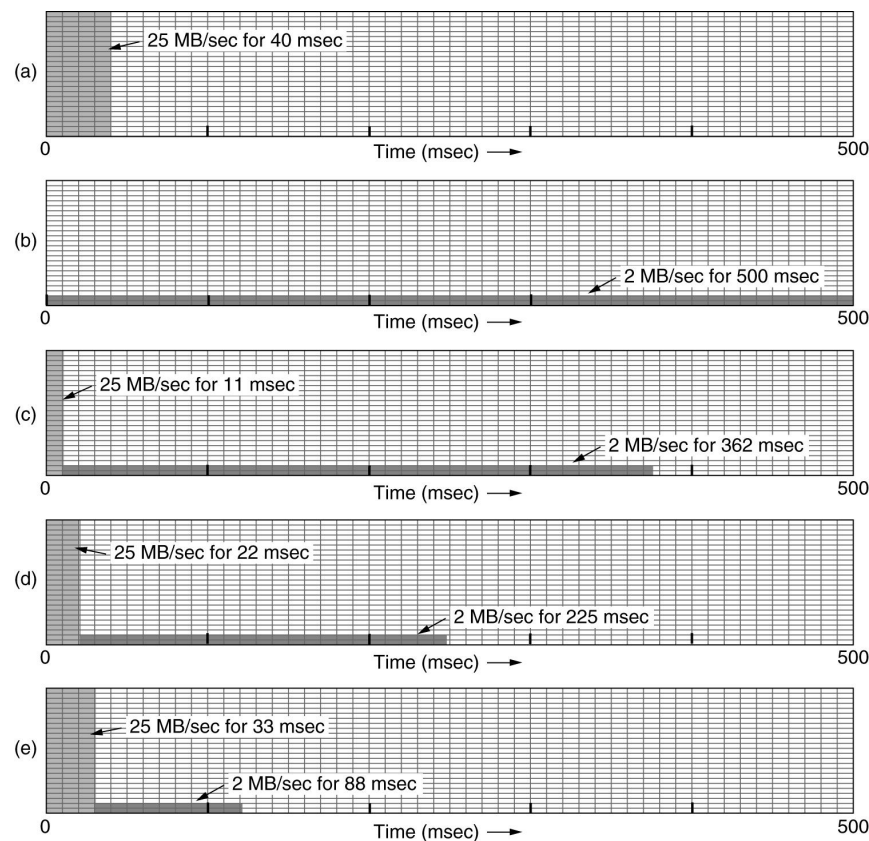 25 MB/sec for 40 msec
(a)
0 Time (msec) 500
(b)
2 MB/sec for 500 msec
0 Time (msec) 500
25 MB/sec for 11 msec
(c)
2 MB/sec for 362 msec
0 Time (msec) 500
25 MB/sec for 22 msec
(d)
2 MB/sec for 225 msec
0 Time (msec) 500
25 MB/sec for 33 msec
(e)
2 MB/sec for 88 msec
0 Time (msec) 500